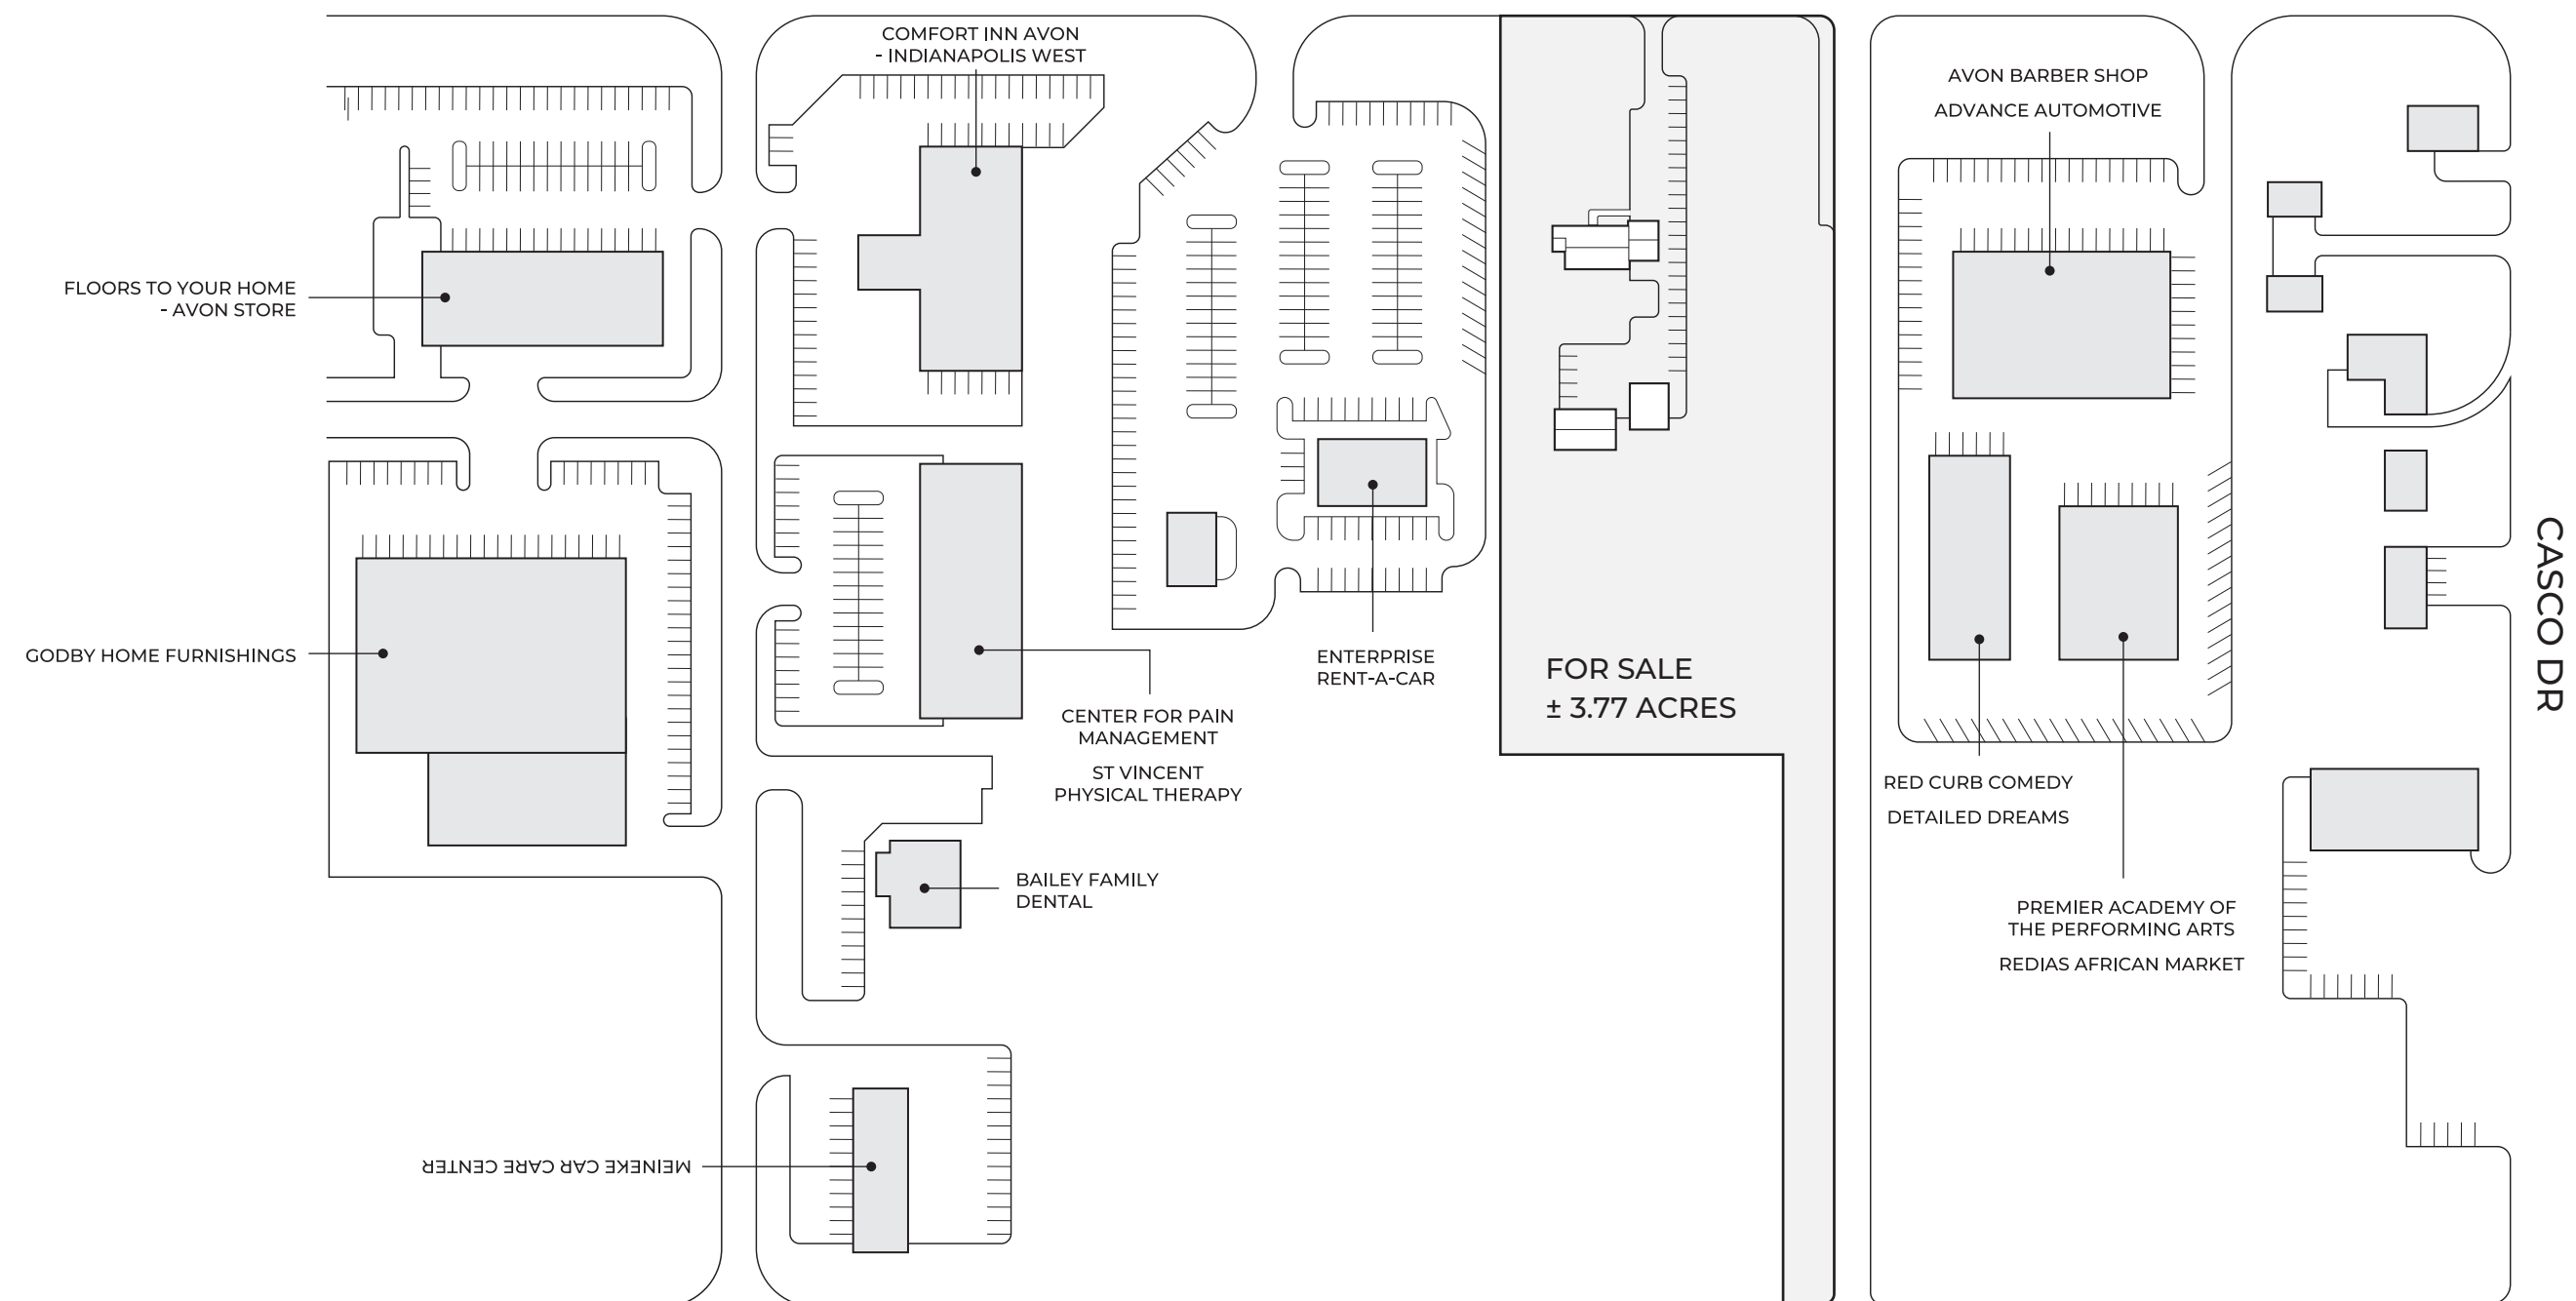 COMFORT INN AVON
- INDIANAPOLIS WEST
AVON BARBER SHOP
ADVANCE AUTOMOTIVE
FLOORS TO YOUR HOME
- AVON STORE
GODBY HOME FURNISHINGS
ENTERPRISE
RENT-A-CAR
FOR SALE
± 3.77 ACRES
CASCO DR
CENTER FOR PAIN
MANAGEMENT
ST VINCENT
PHYSICAL THERAPY
RED CURB COMEDY
DETAILED DREAMS
BAILEY FAMILY
DENTAL
PREMIER ACADEMY OF
THE PERFORMING ARTS
REDIAS AFRICAN MARKET
MEINEKE CAR CARE CENTER